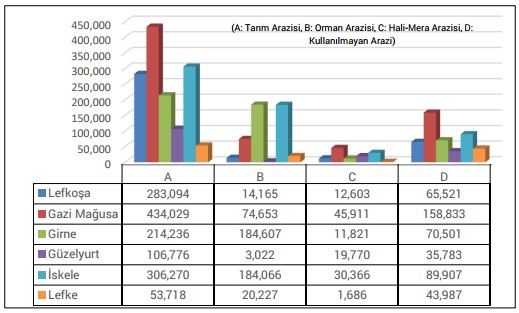 (A: Tarım Arazisi, B: Orman Arazisi, C: Hali-Mera Arazisi, D:
Kullanılmayan Arazi)
450,000
400,000
350,000
300,000
250,000
200,000
150,000
100,000
50,000
0
A B C D
Lefkoşa 283,094 14,165 12,603 65,521
Gazi Mağusa 434,029 74,653 45,911 158,833
Girne 214,236 184,607 11,821 70,501
Güzelyurt 106,776 3,022 19,770 35,783
İskele 306,270 184,066 30,366 89,907
Lefke 53,718 20,227 1,686 43,987